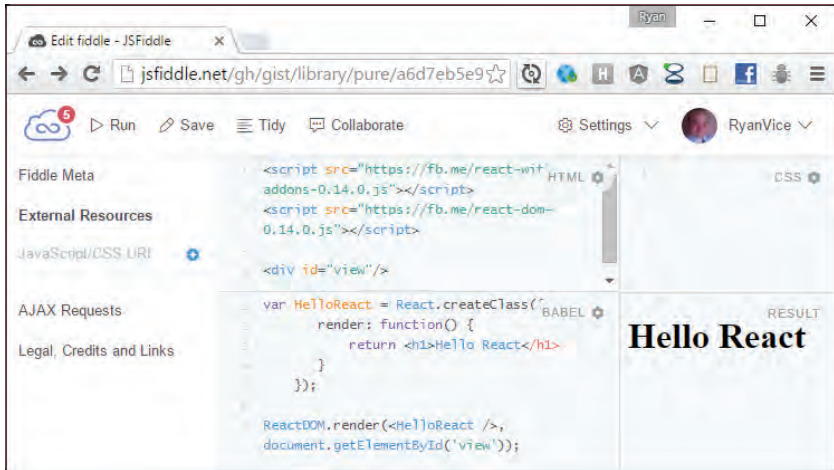 Ryan
Edit fiddle - JSFiddle
jsfiddle.net/gh/gist/library/pure/a6d7eb5e9
5
Run Save Tidy Collaborate Settings RyanVice
Fiddle Meta
External Resources
JavaScript/CSS URI
AJAX Requests
Legal, Credits and Links
<script src="https://fb.me/react-wit
addons-0.14.0.js"></script>
<script src="https://fb.me/react-dom-
0.14.0.js"></script>
<div id="view"/>
HTML
CSS
var HelloReact = React.createClass(
render: function() {
return <h1>Hello React</h1>
}
});
ReactDOM.render(<HelloReact />,
document.getElementById('view'));
BABEL
RESULT
Hello React